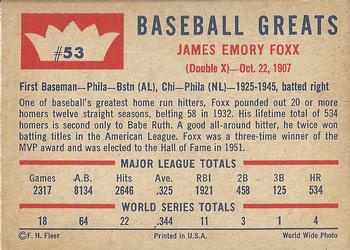 #53
BASEBALL GREATS
JAMES EMORY FOXX
(Double X)—Oct. 22, 1907
First Baseman—Phila—Bstn (AL), Chi—Phila (NL)—1925-1945, batted right
One of baseball's greatest home run hitters, Foxx pounded out 20 or more
homers twelve straight seasons, belting 58 in 1932. His lifetime total of 534
homers is second only to Babe Ruth. A good all-around hitter, he twice won
batting titles in the American League. Foxx was a three-time winner of the
MVP award and was elected to the Hall of Fame in 1951.
MAJOR LEAGUE TOTALS
Games A.B. Hits Pct. RBI 2B 3B HR
2317 8134 2646 .325 1921 458 125 534
WORLD SERIES TOTALS
18 64 22 .344 11 3 1 4
©F. H. Fleer Printed in U.S.A. World Wide Photo